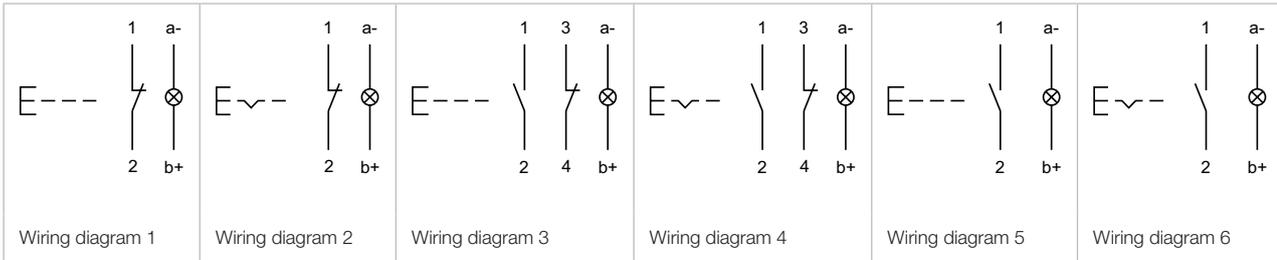 1 a-
2 b+
Wiring diagram 1
1 a-
2 b+
Wiring diagram 2
1 3 a-
2 4 b+
Wiring diagram 3
1 3 a-
2 4 b+
Wiring diagram 4
1 a-
2 b+
Wiring diagram 5
1 a-
2 b+
Wiring diagram 6